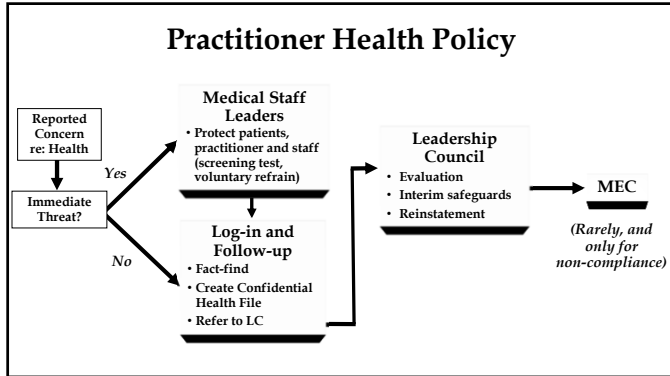 Practitioner Health Policy
Reported
Concern
re: Health
Immediate
Threat?
Yes
No
Medical Staff
Leaders
• Protect patients,
practitioner and staff
(screening test,
voluntary refrain)
Log-in and
Follow-up
• Fact-find
• Create Confidential
Health File
• Refer to LC
Leadership
Council
• Evaluation
• Interim safeguards
• Reinstatement
MEC
(Rarely, and
only for
non-compliance)